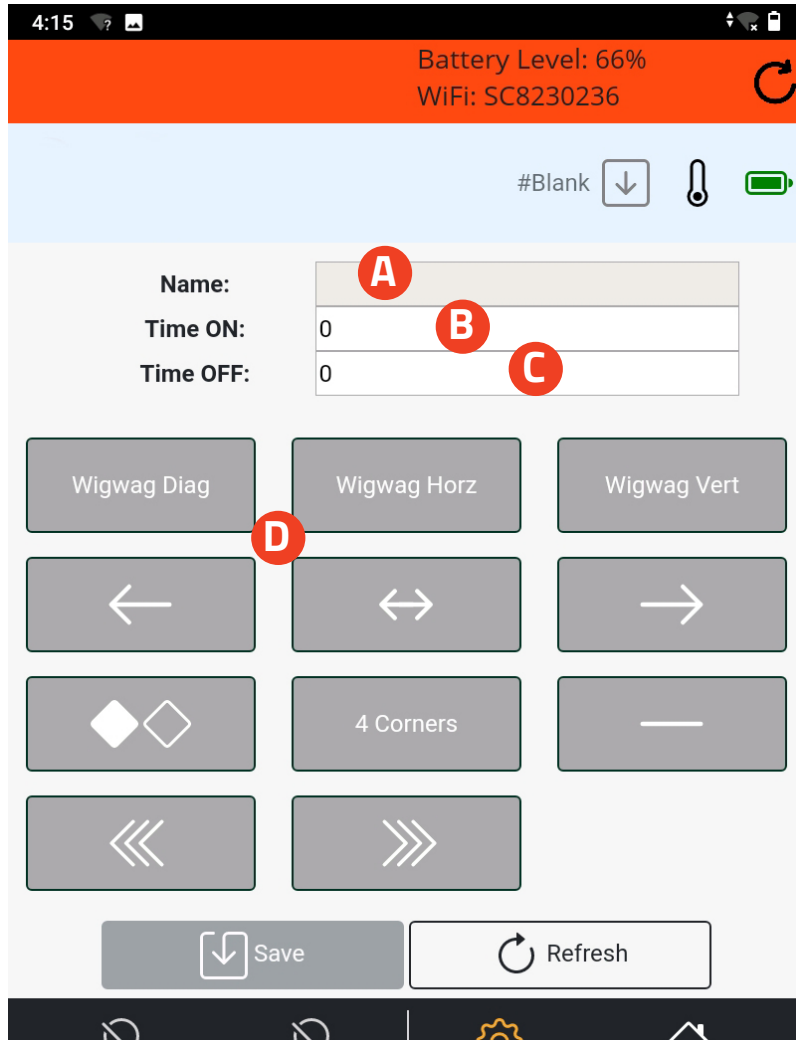 4:15
Battery Level: 66%
WiFi: SC8230236
#Blank
Name:
A
Time ON:
0
B
Time OFF:
0
C
Wigwag Diag
Wigwag Horz
Wigwag Vert
D
4 Corners
Save
Refresh